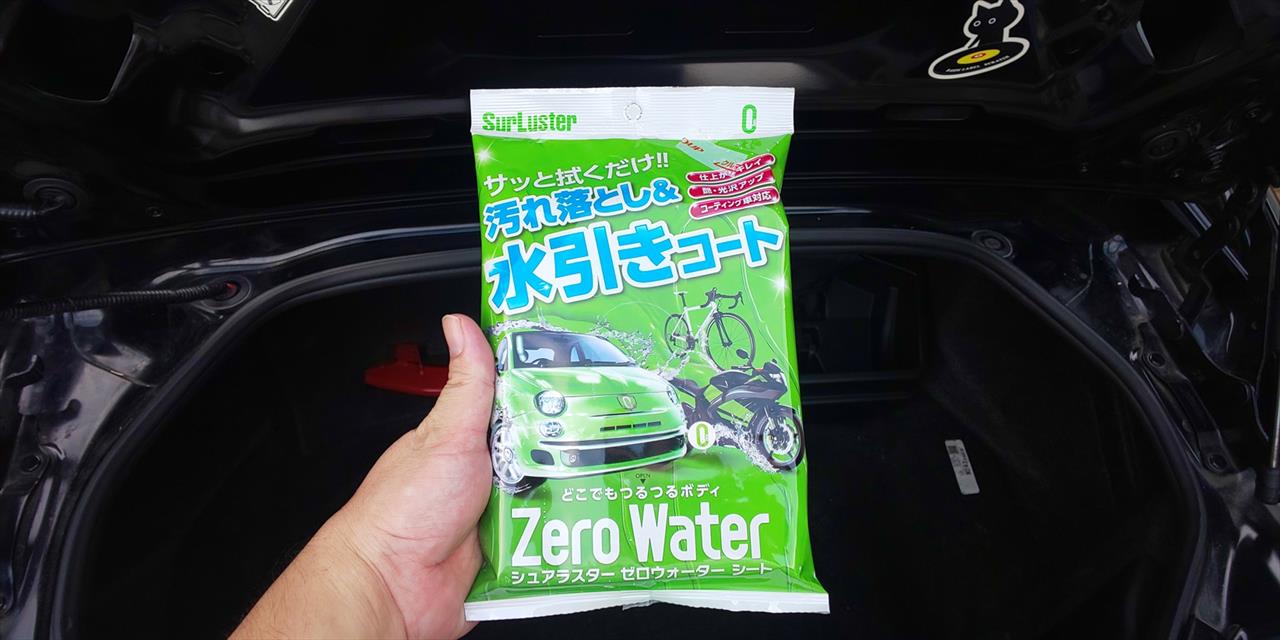 SurLuster
0
サッと拭くだけ!!
汚れ落とし&
水引きコート
仕上がりキレイ
艶・光沢アップ
コーティング車対応
0
OPEN
どこでもつるつるボディ
Zero Water
シュアラスター ゼロウォーター シート